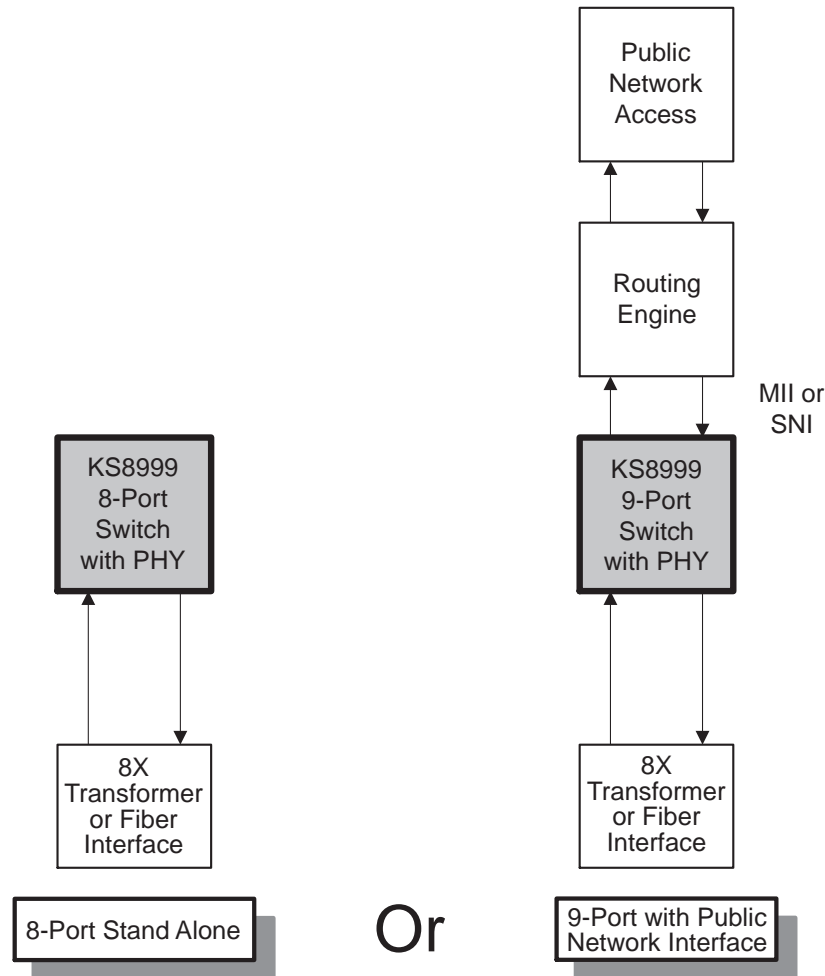 Public
Network
Access
Routing
Engine
MII or
SNI
KS8999
8-Port
Switch
with PHY
KS8999
9-Port
Switch
with PHY
8X
Transformer
or Fiber
Interface
8X
Transformer
or Fiber
Interface
8-Port Stand Alone
Or
9-Port with Public
Network Interface